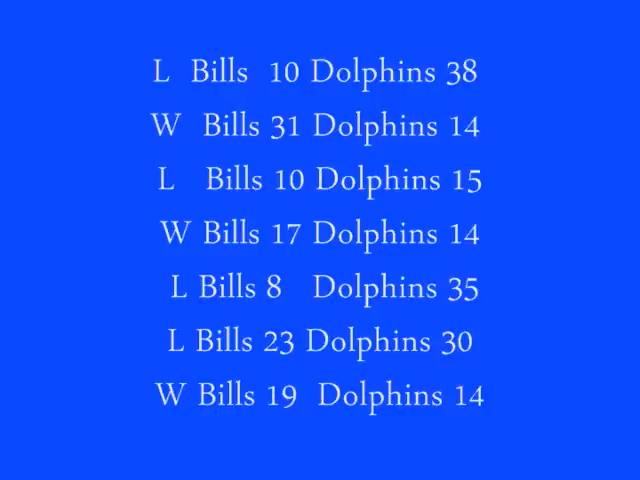 L Bills 10 Dolphins 38
W Bills 31 Dolphins 14
L Bills 10 Dolphins 15
W Bills 17 Dolphins 14
L Bills 8 Dolphins 35
L Bills 23 Dolphins 30
W Bills 19 Dolphins 14